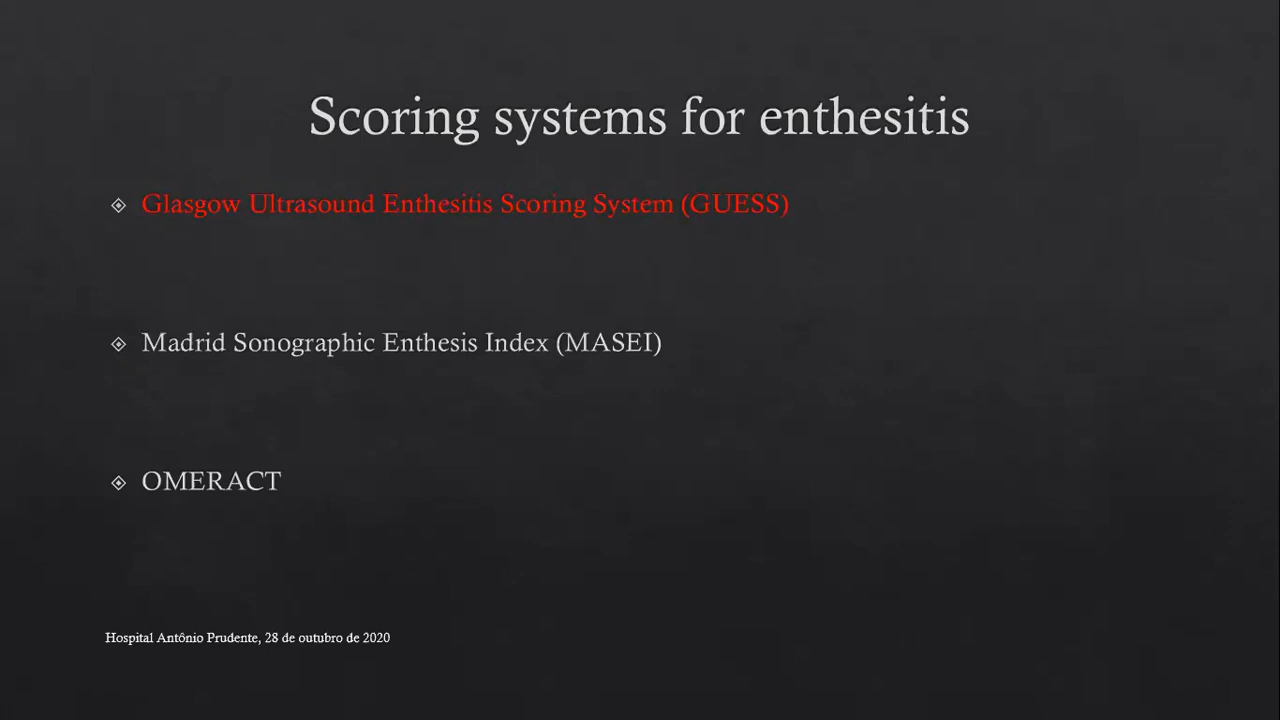 Scoring systems for enthesitis
Glasgow Ultrasound Enthesitis Scoring System (GUESS)
Madrid Sonographic Enthesis Index (MASEI)
OMERACT
Hospital Antônio Prudente, 28 de outubro de 2020